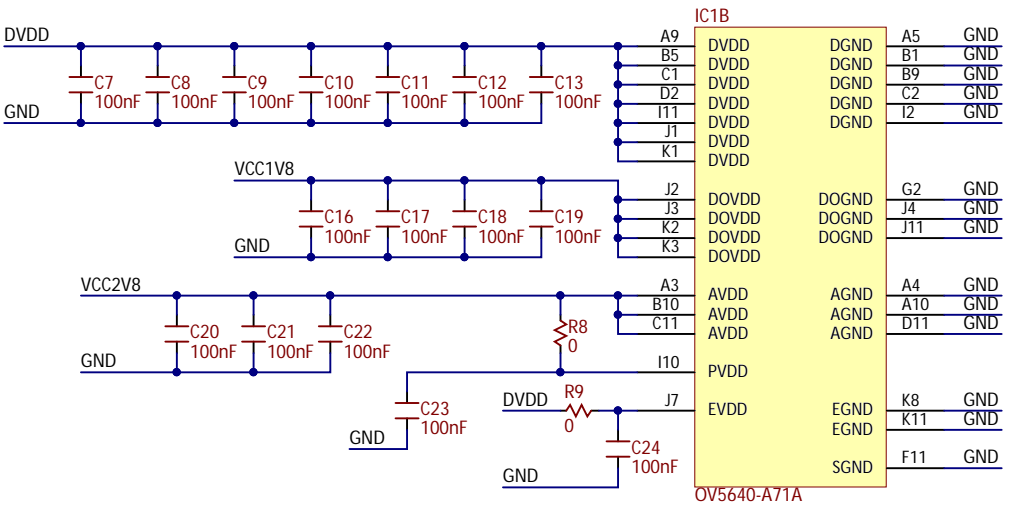 IC1B
DVDD A9 DVDD DGND A5 GND
B5 DVDD DGND B1 GND
C7 C8 C9 C10 C11 C12 C13 C1 DVDD DGND B9 GND
100nF 100nF 100nF 100nF 100nF 100nF 100nF D2 DVDD DGND C2 GND
GND I11 DVDD DGND I2 GND
J1 DVDD
K1 DVDD
VCC1V8
J2 DOVDD DOGND G2 GND
C16 C17 C18 C19 J3 DOVDD DOGND J4 GND
100nF 100nF 100nF 100nF K2 DOVDD DOGND J11 GND
GND K3 DOVDD
VCC2V8 A3 AVDD AGND A4 GND
B10 AVDD AGND A10 GND
C20 C21 C22 R8 C11 AVDD AGND D11 GND
100nF 100nF 100nF 0
GND I10 PVDD
R9
DVDD J7 EVDD EGND K8 GND
C23 0 EGND K11 GND
100nF
GND
C24 SGND F11 GND
100nF
GND
OV5640-A71A